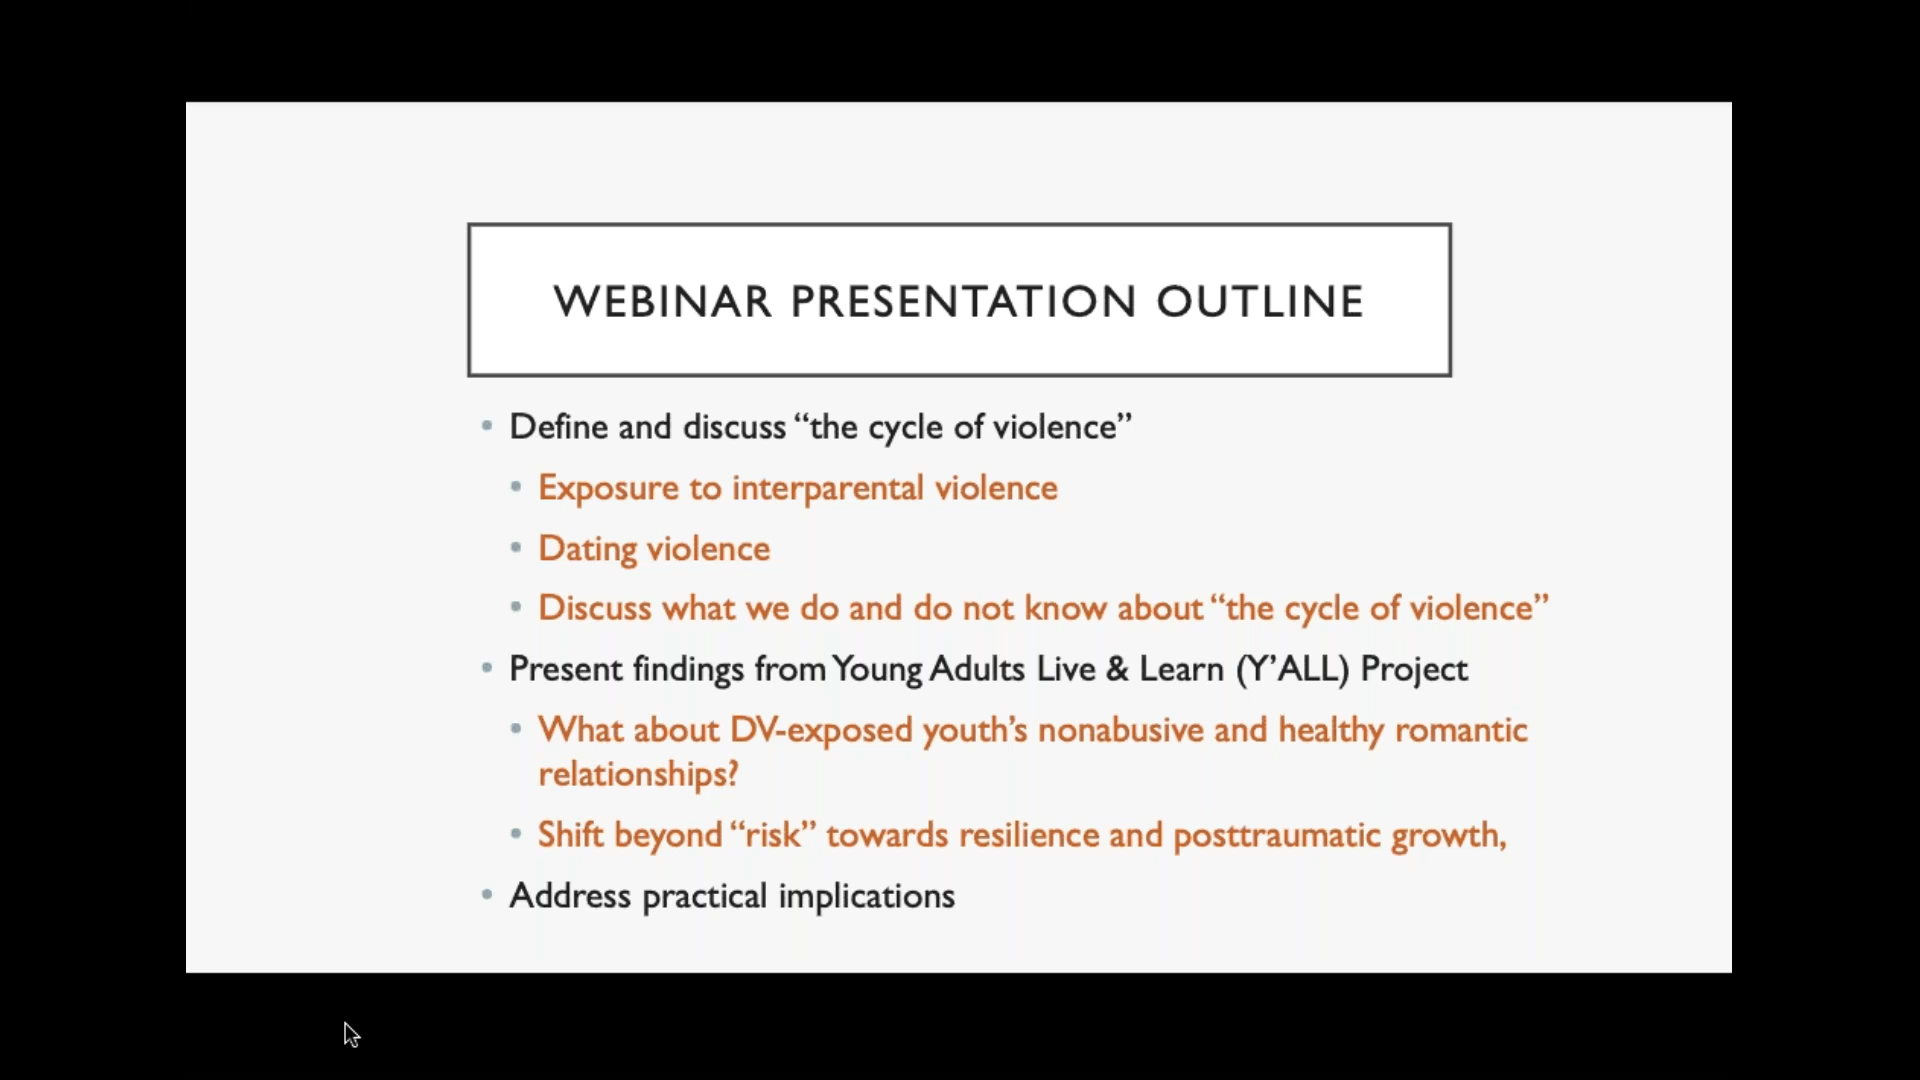 WEBINAR PRESENTATION OUTLINE
• Define and discuss “the cycle of violence”
• Exposure to interparental violence
• Dating violence
• Discuss what we do and do not know about “the cycle of violence”
• Present findings from Young Adults Live & Learn (Y’ALL) Project
• What about DV-exposed youth’s nonabusive and healthy romantic
relationships?
• Shift beyond “risk” towards resilience and posttraumatic growth,
• Address practical implications